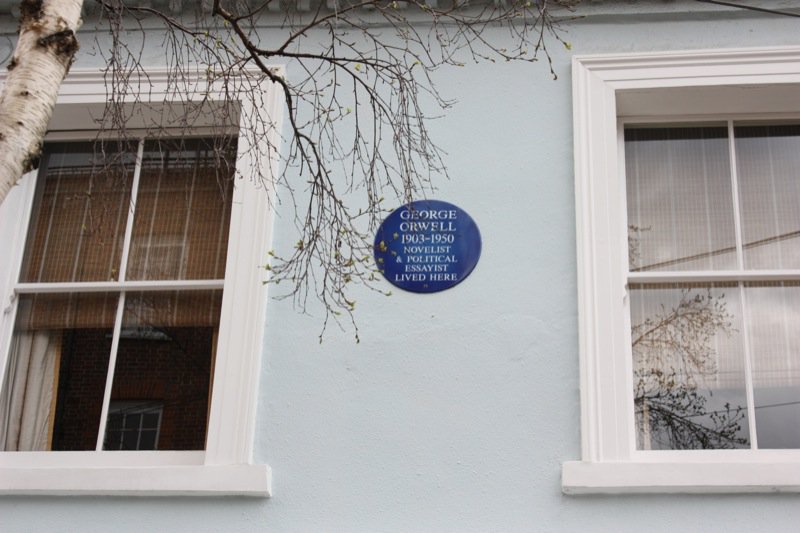 GEORGE
ORWELL
1903-1950
NOVELIST
& POLITICAL
ESSAYIST
LIVED HERE